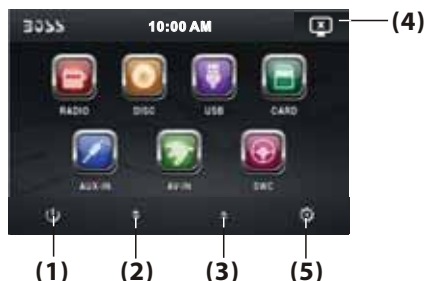 BOSS 10:00 AM (4)
RADIO DISC USB CARD
AUX-IN AV-IN SWC
(1) (2) (3) (5)